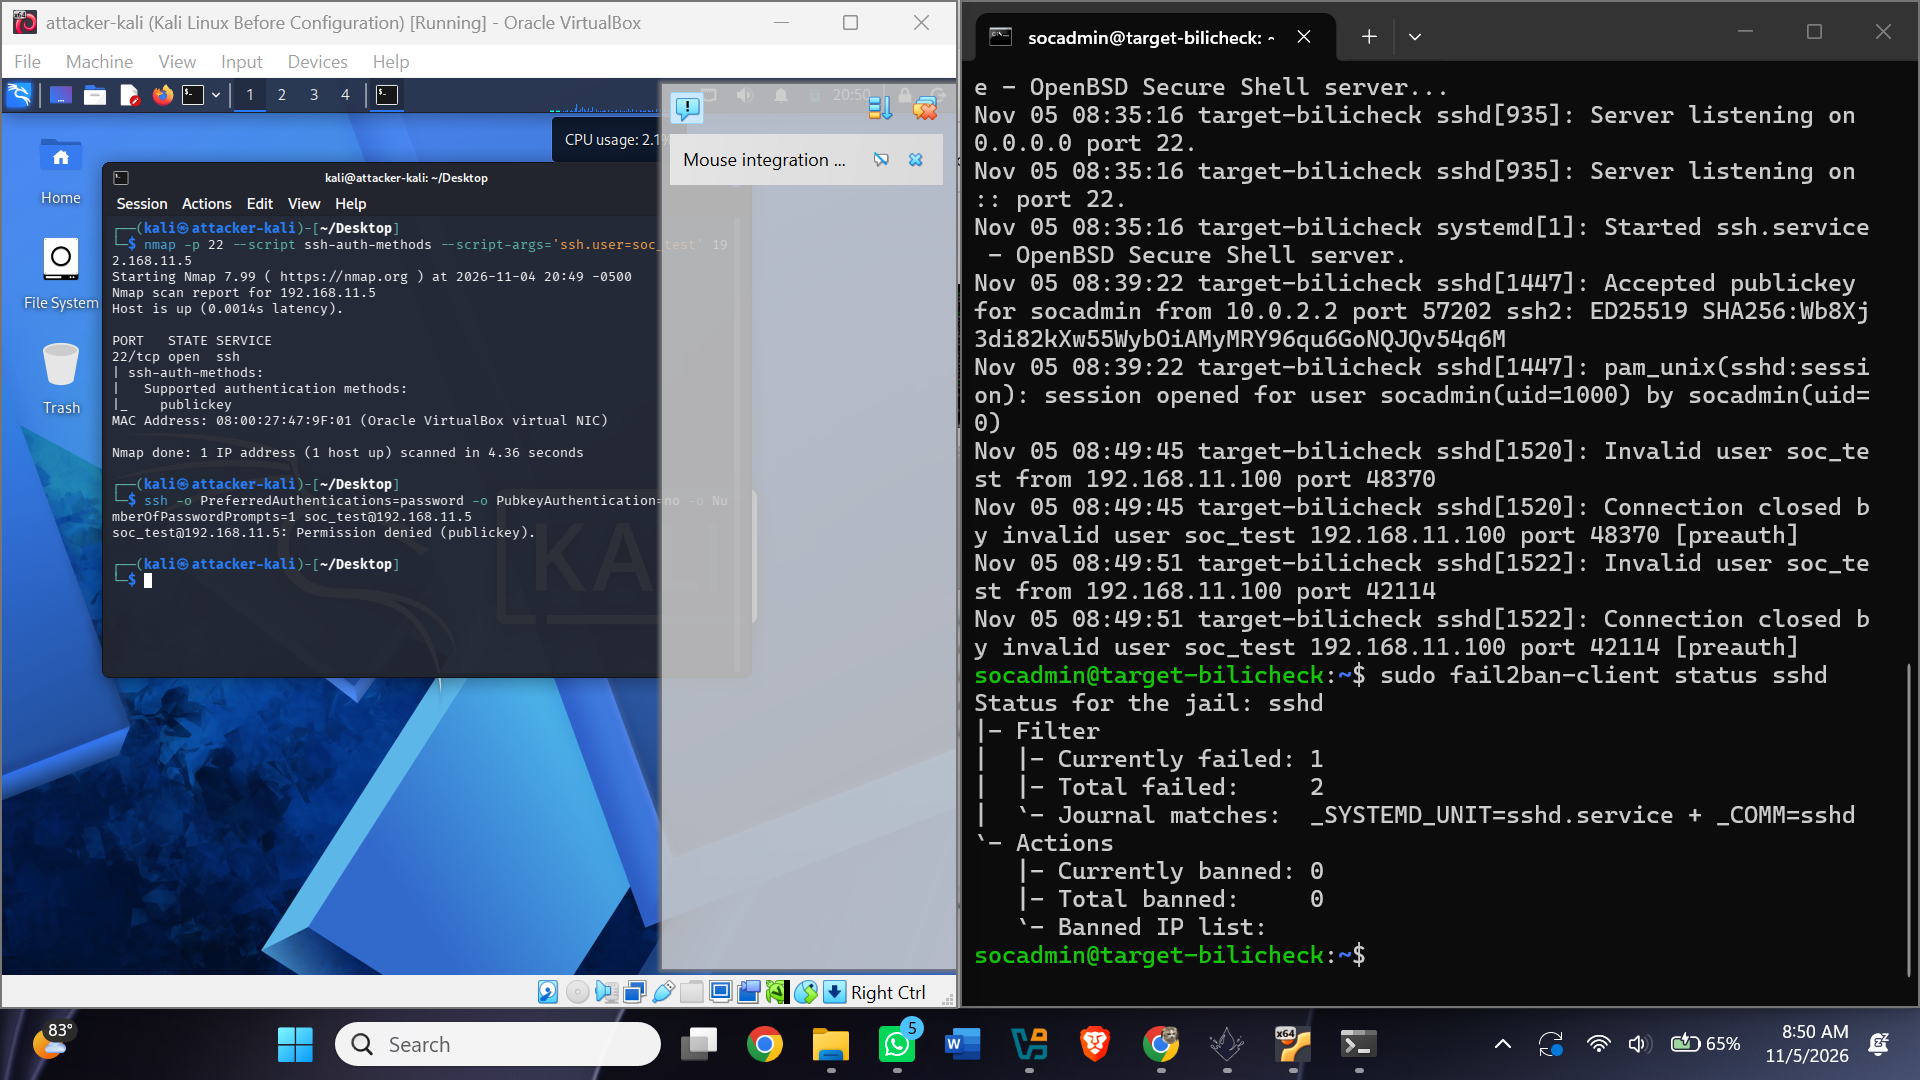 attacker-kali (Kali Linux Before Configuration) [Running] - Oracle VirtualBox
File Machine View Input Devices Help
1 2 3 4
20:50
CPU usage: 2.1%
Mouse integration ...
Home
File System
Trash
kali@attacker-kali: ~/Desktop
Session Actions Edit View Help
┌──(kali㉿attacker-kali)-[~/Desktop]
└─$ nmap -p 22 --script ssh-auth-methods --script-args='ssh.user=soc_test' 19
2.168.11.5
Starting Nmap 7.99 ( https://nmap.org ) at 2026-11-04 20:49 -0500
Nmap scan report for 192.168.11.5
Host is up (0.0014s latency).
PORT   STATE SERVICE
22/tcp open  ssh
| ssh-auth-methods:
|   Supported authentication methods:
|_    publickey
MAC Address: 08:00:27:47:9F:01 (Oracle VirtualBox virtual NIC)
Nmap done: 1 IP address (1 host up) scanned in 4.36 seconds
┌──(kali㉿attacker-kali)-[~/Desktop]
└─$ ssh -o PreferredAuthentications=password -o PubkeyAuthentication=no -o Nu
mberOfPasswordPrompts=1 soc_test@192.168.11.5
soc_test@192.168.11.5: Permission denied (publickey).
┌──(kali㉿attacker-kali)-[~/Desktop]
└─$
KALI
Right Ctrl
socadmin@target-bilicheck: ~
e - OpenBSD Secure Shell server...
Nov 05 08:35:16 target-bilicheck sshd[935]: Server listening on
0.0.0.0 port 22.
Nov 05 08:35:16 target-bilicheck sshd[935]: Server listening on
:: port 22.
Nov 05 08:35:16 target-bilicheck systemd[1]: Started ssh.service
 - OpenBSD Secure Shell server.
Nov 05 08:39:22 target-bilicheck sshd[1447]: Accepted publickey
for socadmin from 10.0.2.2 port 57202 ssh2: ED25519 SHA256:Wb8Xj
3di82kXw55WybOiAMyMRY96qu6GoNQJQv54q6M
Nov 05 08:39:22 target-bilicheck sshd[1447]: pam_unix(sshd:sessi
on): session opened for user socadmin(uid=1000) by socadmin(uid=
0)
Nov 05 08:49:45 target-bilicheck sshd[1520]: Invalid user soc_te
st from 192.168.11.100 port 48370
Nov 05 08:49:45 target-bilicheck sshd[1520]: Connection closed b
y invalid user soc_test 192.168.11.100 port 48370 [preauth]
Nov 05 08:49:51 target-bilicheck sshd[1522]: Invalid user soc_te
st from 192.168.11.100 port 42114
Nov 05 08:49:51 target-bilicheck sshd[1522]: Connection closed b
y invalid user soc_test 192.168.11.100 port 42114 [preauth]
socadmin@target-bilicheck:~$ sudo fail2ban-client status sshd
Status for the jail: sshd
|- Filter
|  |- Currently failed: 1
|  |- Total failed:     2
|  `- Journal matches:  _SYSTEMD_UNIT=sshd.service + _COMM=sshd
`- Actions
   |- Currently banned: 0
   |- Total banned:     0
   `- Banned IP list:
socadmin@target-bilicheck:~$
83°
Search
5
x64
65%
8:50 AM
11/5/2026